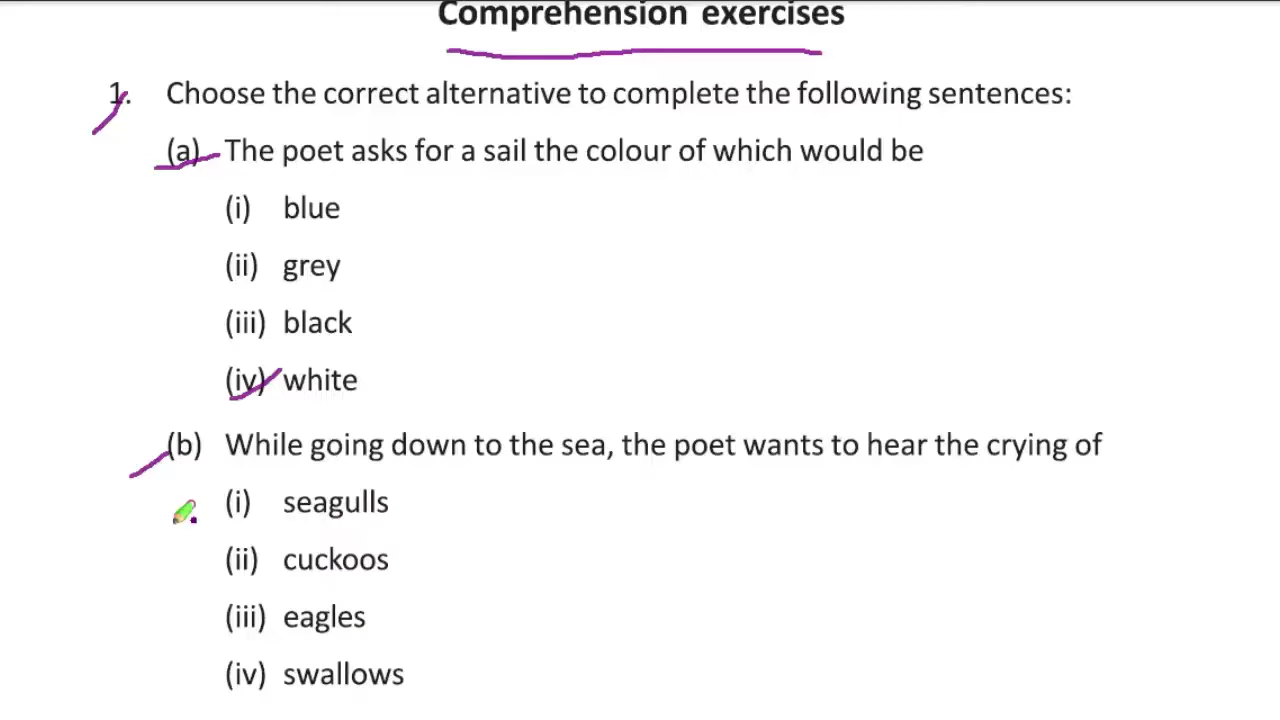 Comprehension exercises
1. Choose the correct alternative to complete the following sentences:
(a) The poet asks for a sail the colour of which would be
(i) blue
(ii) grey
(iii) black
(iv) white
(b) While going down to the sea, the poet wants to hear the crying of
(i) seagulls
(ii) cuckoos
(iii) eagles
(iv) swallows